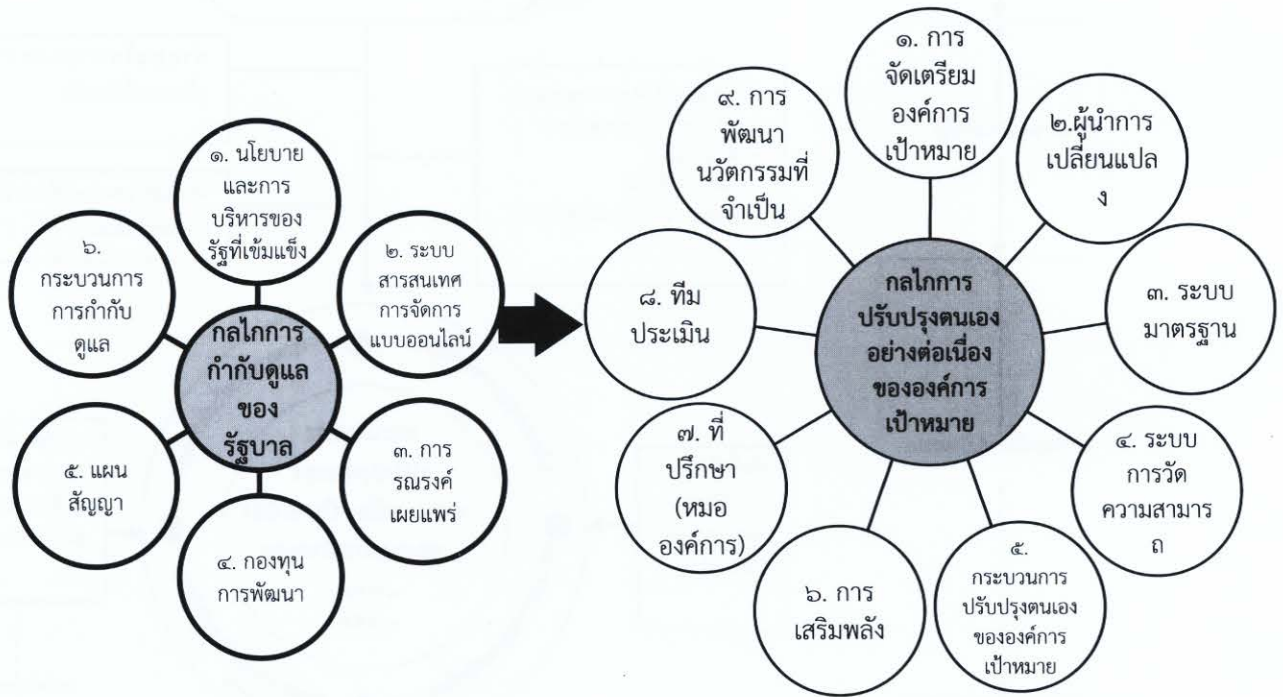 กลไกการ
กำกับดูแล
ของ
รัฐบาล
๑. นโยบาย
และการ
บริหารของ
รัฐที่เข้มแข็ง
๒. ระบบ
สารสนเทศ
การจัดการ
แบบออนไลน์
๓. การ
รณรงค์
เผยแพร่
๔. กองทุน
การพัฒนา
๕. แผน
สัญญา
๖.
กระบวนการ
การกำกับ
ดูแล
กลไกการ
ปรับปรุงตนเอง
อย่างต่อเนื่อง
ขององค์การ
เป้าหมาย
๑. การ
จัดเตรียม
องค์การ
เป้าหมาย
๒.ผู้นำการ
เปลี่ยนแปล
ง
๓. ระบบ
มาตรฐาน
๔. ระบบ
การวัด
ความสามาร
ถ
๕.
กระบวนการ
ปรับปรุงตนเอง
ขององค์การ
เป้าหมาย
๖. การ
เสริมพลัง
๗. ที่
ปรึกษา
(หมอ
องค์การ)
๘. ทีม
ประเมิน
๙. การ
พัฒนา
นวัตกรรมที่
จำเป็น